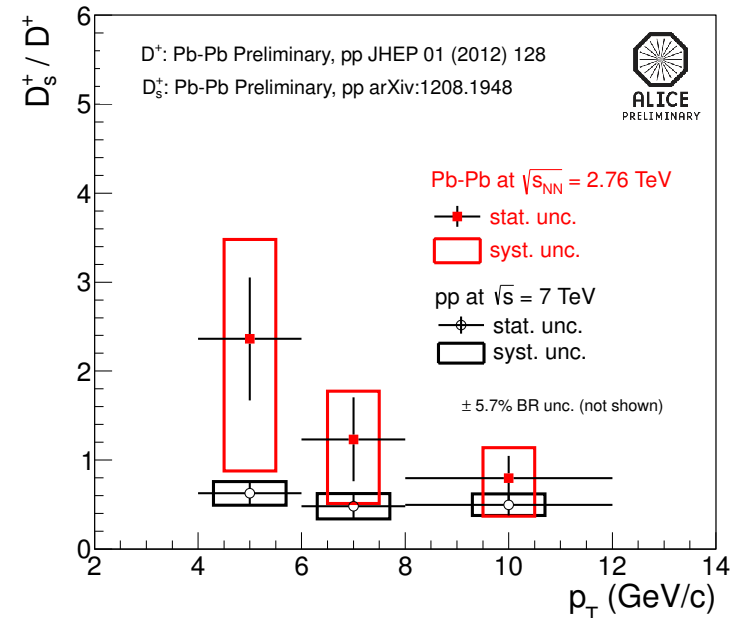 D⁺ₛ / D⁺
6
5
4
3
2
1
0
D⁺: Pb-Pb Preliminary, pp JHEP 01 (2012) 128
D⁺ₛ: Pb-Pb Preliminary, pp arXiv:1208.1948
ALICE
PRELIMINARY
Pb-Pb at √sNN = 2.76 TeV
stat. unc.
syst. unc.
pp at √s = 7 TeV
stat. unc.
syst. unc.
± 5.7% BR unc. (not shown)
2 4 6 8 10 12 14
pT (GeV/c)